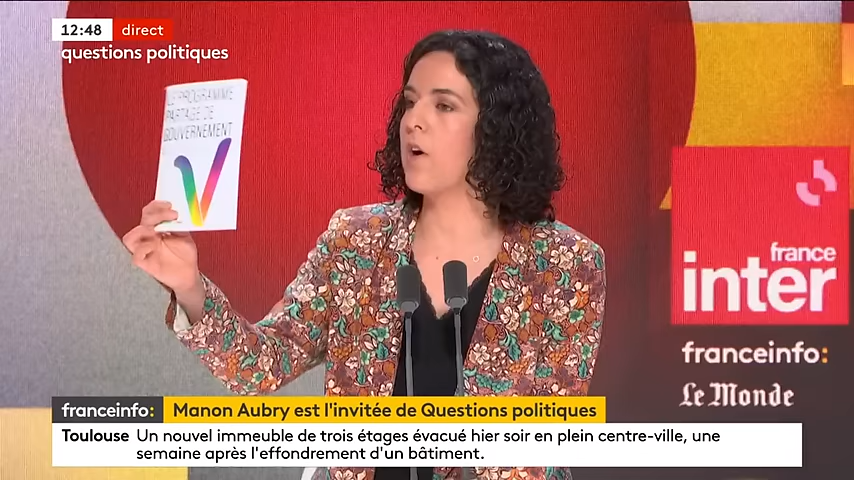 12:48 direct
questions politiques
LE PROGRAMME
PARTAGÉ DE
GOUVERNEMENT
france
inter
franceinfo:
Le Monde
franceinfo: Manon Aubry est l'invitée de Questions politiques
Toulouse Un nouvel immeuble de trois étages évacué hier soir en plein centre-ville, une
semaine après l'effondrement d'un bâtiment.